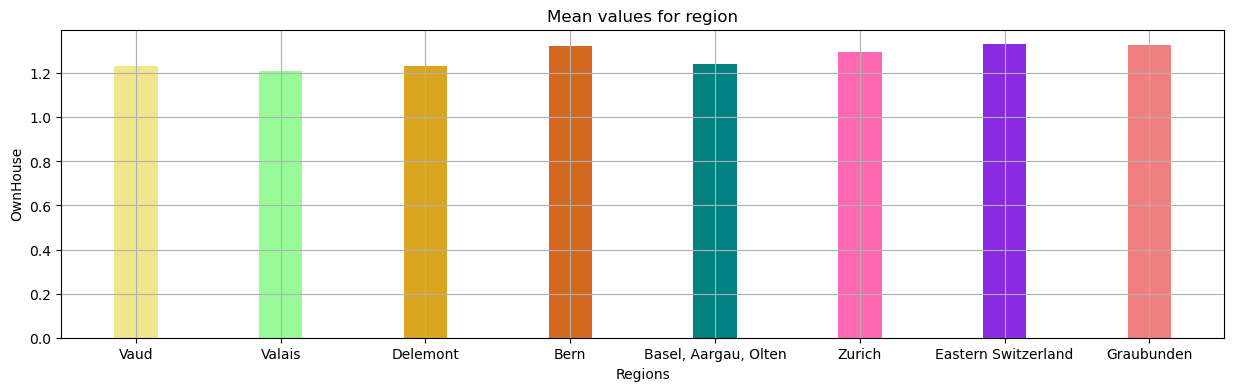 Mean values for region
OwnHouse
1.2
1.0
0.8
0.6
0.4
0.2
0.0
Vaud Valais Delemont Bern Basel, Aargau, Olten Zurich Eastern Switzerland Graubunden
Regions